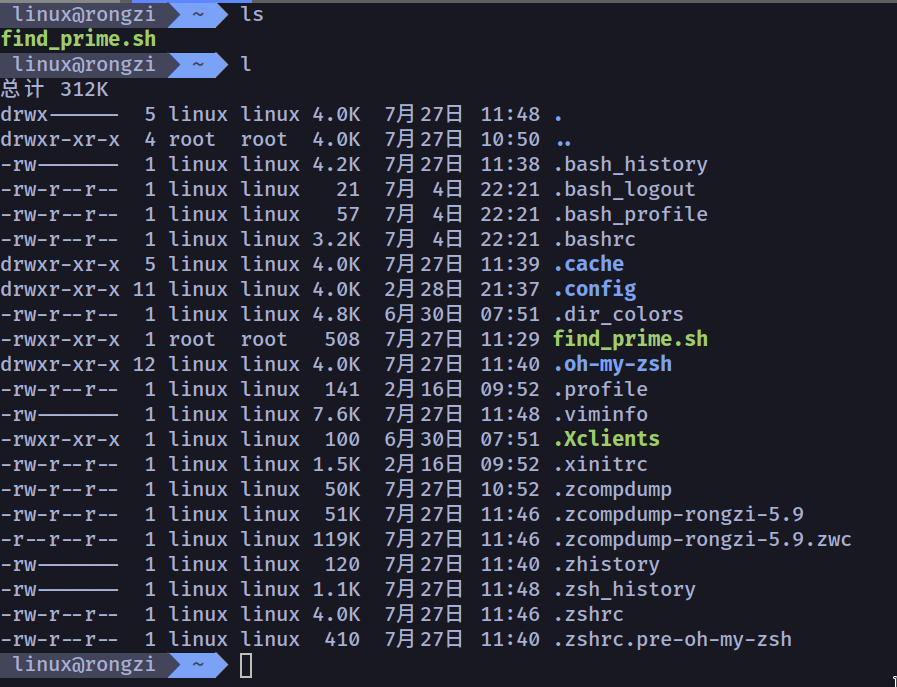 linux@rongzi ~ ls
find_prime.sh
linux@rongzi ~ l
总计 312K
drwx------ 5 linux linux 4.0K 7月27日 11:48 .
drwxr-xr-x 4 root root 4.0K 7月27日 10:50 ..
-rw------- 1 linux linux 4.2K 7月27日 11:38 .bash_history
-rw-r--r-- 1 linux linux 21 7月 4日 22:21 .bash_logout
-rw-r--r-- 1 linux linux 57 7月 4日 22:21 .bash_profile
-rw-r--r-- 1 linux linux 3.2K 7月 4日 22:21 .bashrc
drwxr-xr-x 5 linux linux 4.0K 7月27日 11:39 .cache
drwxr-xr-x 11 linux linux 4.0K 2月28日 21:37 .config
-rw-r--r-- 1 linux linux 4.8K 6月30日 07:51 .dir_colors
-rwxr-xr-x 1 root root 508 7月27日 11:29 find_prime.sh
drwxr-xr-x 12 linux linux 4.0K 7月27日 11:40 .oh-my-zsh
-rw-r--r-- 1 linux linux 141 2月16日 09:52 .profile
-rw------- 1 linux linux 7.6K 7月27日 11:48 .viminfo
-rwxr-xr-x 1 linux linux 100 6月30日 07:51 .Xclients
-rw-r--r-- 1 linux linux 1.5K 2月16日 09:52 .xinitrc
-rw-r--r-- 1 linux linux 50K 7月27日 10:52 .zcompdump
-rw-r--r-- 1 linux linux 51K 7月27日 11:46 .zcompdump-rongzi-5.9
-r--r--r-- 1 linux linux 119K 7月27日 11:46 .zcompdump-rongzi-5.9.zwc
-rw------- 1 linux linux 120 7月27日 11:40 .zhistory
-rw------- 1 linux linux 1.1K 7月27日 11:48 .zsh_history
-rw-r--r-- 1 linux linux 4.0K 7月27日 11:46 .zshrc
-rw-r--r-- 1 linux linux 410 7月27日 11:40 .zshrc.pre-oh-my-zsh
linux@rongzi ~